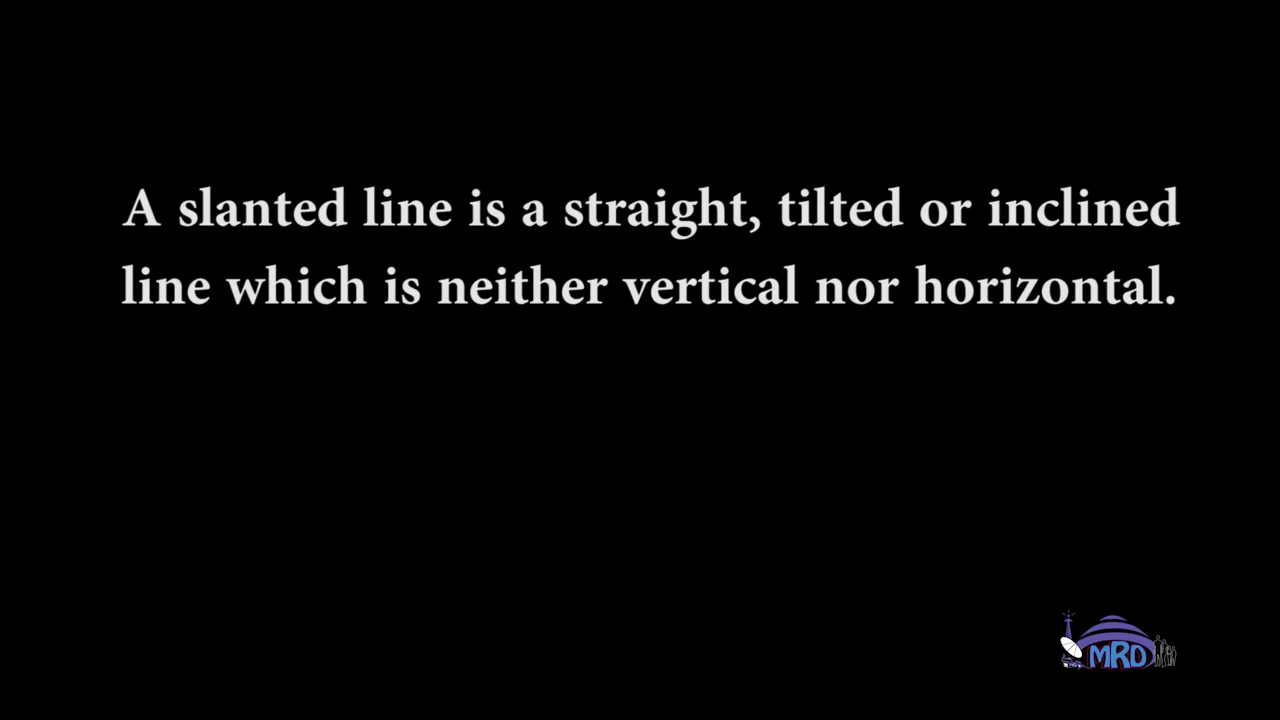 A slanted line is a straight, tilted or inclined
line which is neither vertical nor horizontal.
MRD